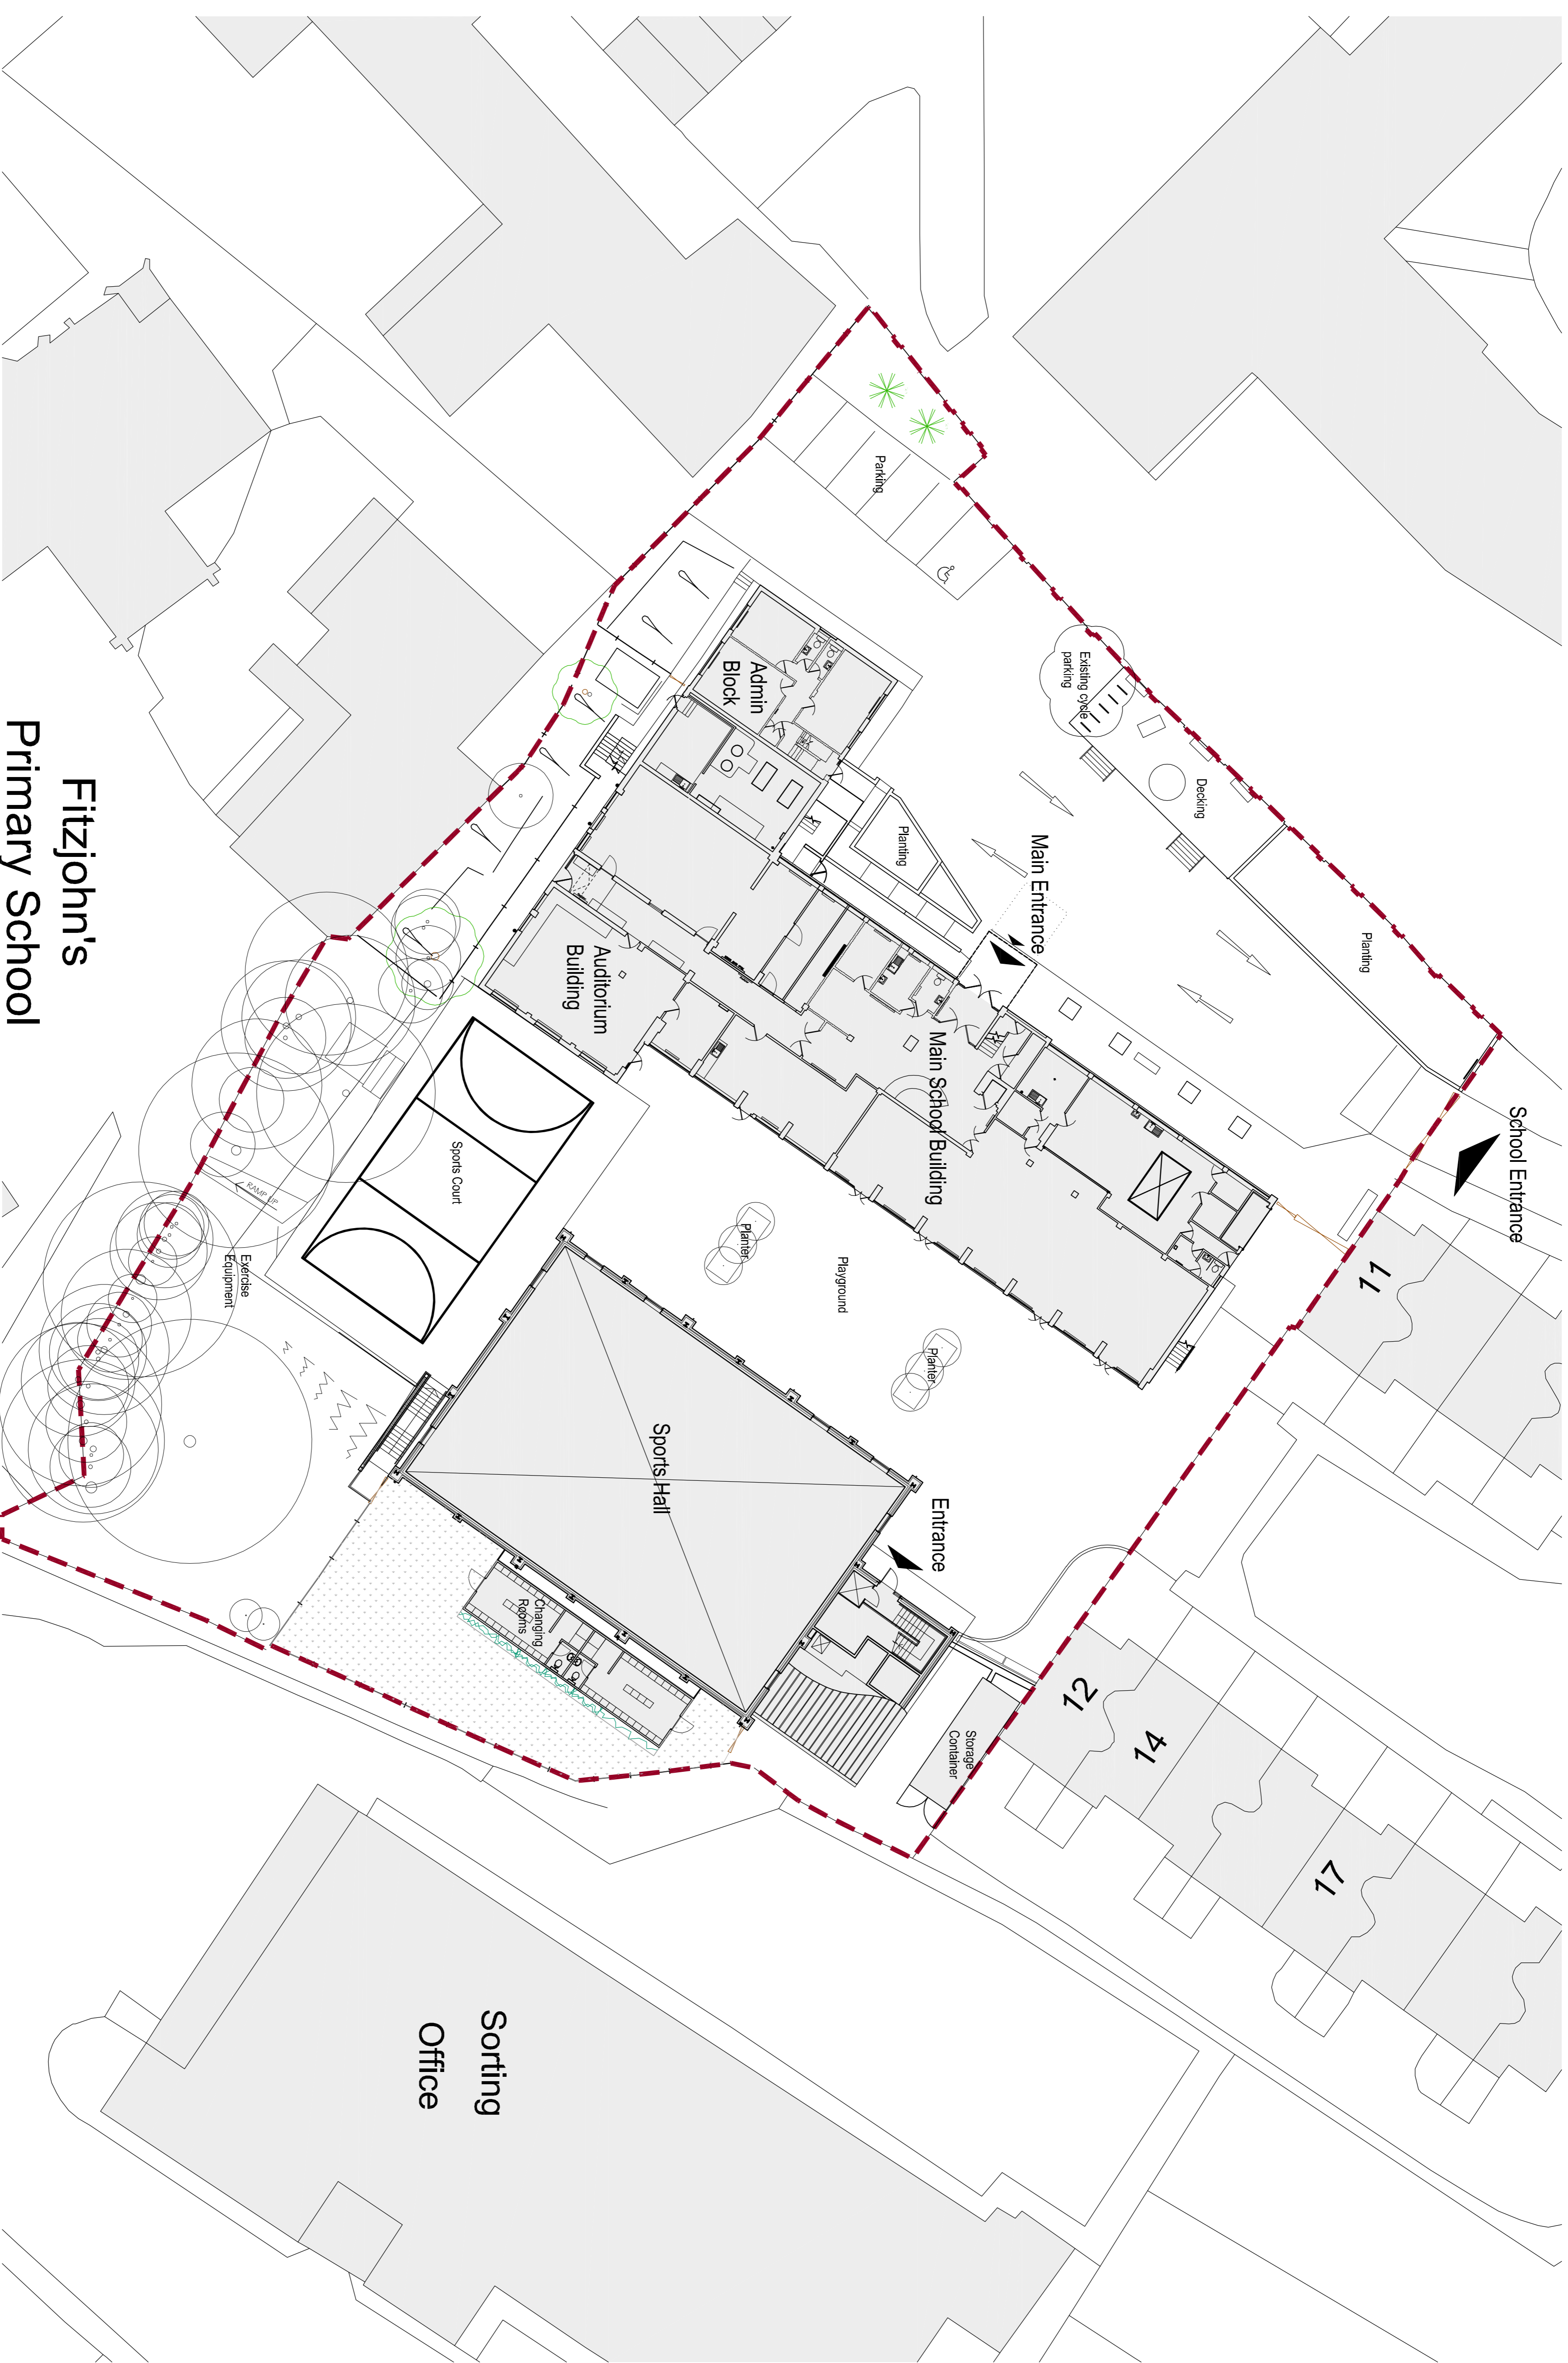 School Entrance
11
12
14
17
Planting
Main Entrance
Decking
Existing cycle
parking
Parking
Planting
Admin
Block
Main School Building
Auditorium
Building
Playground
Planter
Planter
Entrance
Storage
Container
Sports Hall
Changing
Rooms
Sports Court
RAMP UP
Exercise
Equipment
Fitzjohn's
Primary School
Sorting
Office